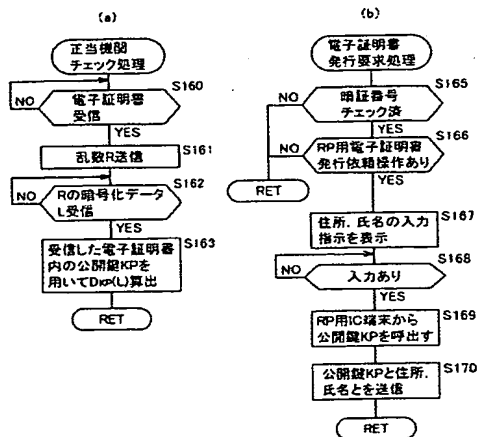 (a)
正当機関
チェック処理
S160
NO
電子証明書
受信
YES
乱数R送信
S161
S162
NO
Rの暗号化データ
L受信
YES
S163
受信した電子証明書
内の公開鍵KPを
用いてDKP(L)算出
RET
(b)
電子証明書
発行要求処理
S165
NO
暗証番号
チェック済
YES
S166
NO
RP用電子証明書
発行依頼操作あり
RET
YES
S167
住所.氏名の入力
指示を表示
S168
NO
入力あり
YES
S169
RP用IC端末から
公開鍵KPを呼出す
S170
公開鍵KPと住所.
氏名とを送信
RET